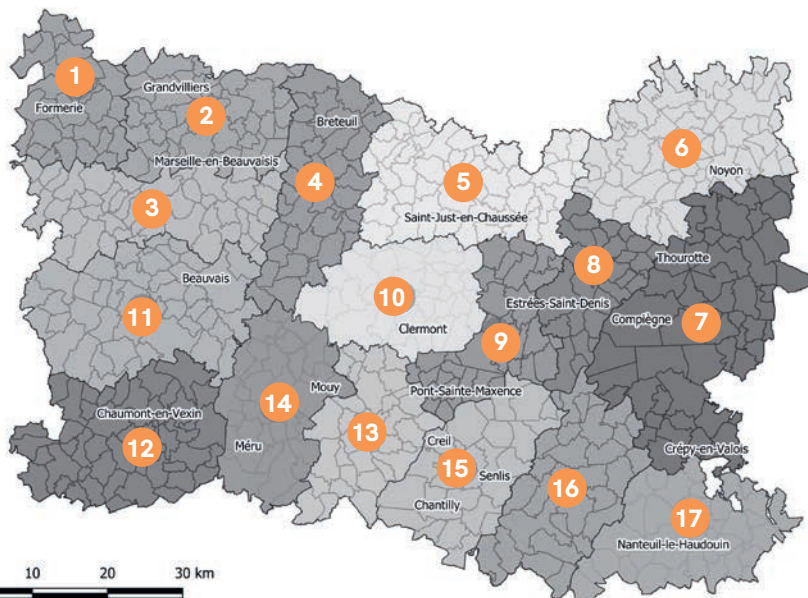 1
Formerie
Grandvilliers
2
Marseille-en-Beauvaisis
Breteuil
4
3
5
Saint-Just-en-Chaussée
6
Noyon
8
Thourotte
Beauvais
11
10
Clermont
Estrées-Saint-Denis
9
Compiègne
7
Chaumont-en-Vexin
12
Mouy
14
Méru
13
Pont-Sainte-Maxence
Creil
15
Senlis
Chantilly
16
Crépy-en-Valois
17
Nanteuil-le-Haudouin
10 20 30 km